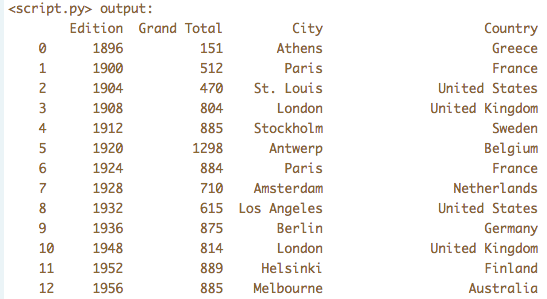 <script.py> output:
Edition Grand Total City Country
0 1896 151 Athens Greece
1 1900 512 Paris France
2 1904 470 St. Louis United States
3 1908 804 London United Kingdom
4 1912 885 Stockholm Sweden
5 1920 1298 Antwerp Belgium
6 1924 884 Paris France
7 1928 710 Amsterdam Netherlands
8 1932 615 Los Angeles United States
9 1936 875 Berlin Germany
10 1948 814 London United Kingdom
11 1952 889 Helsinki Finland
12 1956 885 Melbourne Australia